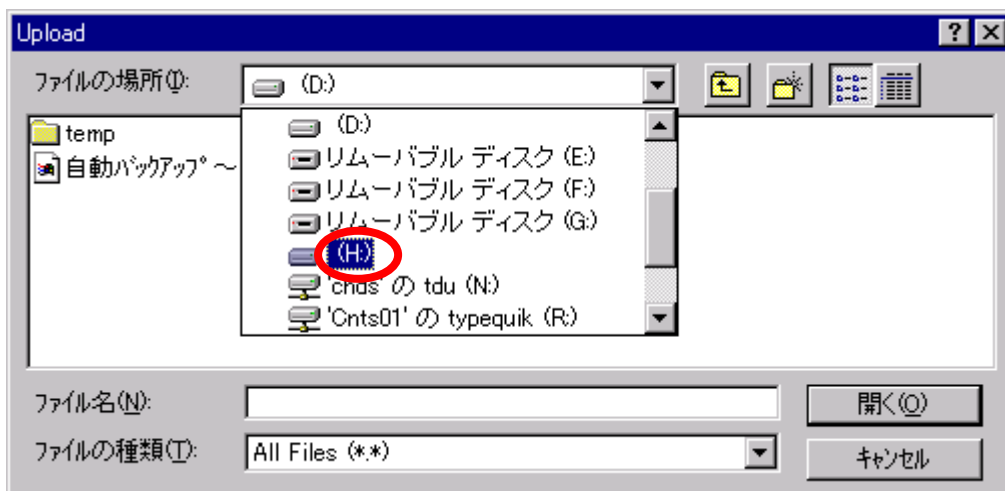 Upload
ファイルの場所(I):
(D:)
(D:)
リムーバブル ディスク (E:)
リムーバブル ディスク (F:)
リムーバブル ディスク (G:)
(H:)
'cnds' の tdu (N:)
'Cnts01' の typequik (R:)
temp
自動バックアップ ~
ファイル名(N):
開く(O)
ファイルの種類(T):
All Files (*.*)
キャンセル